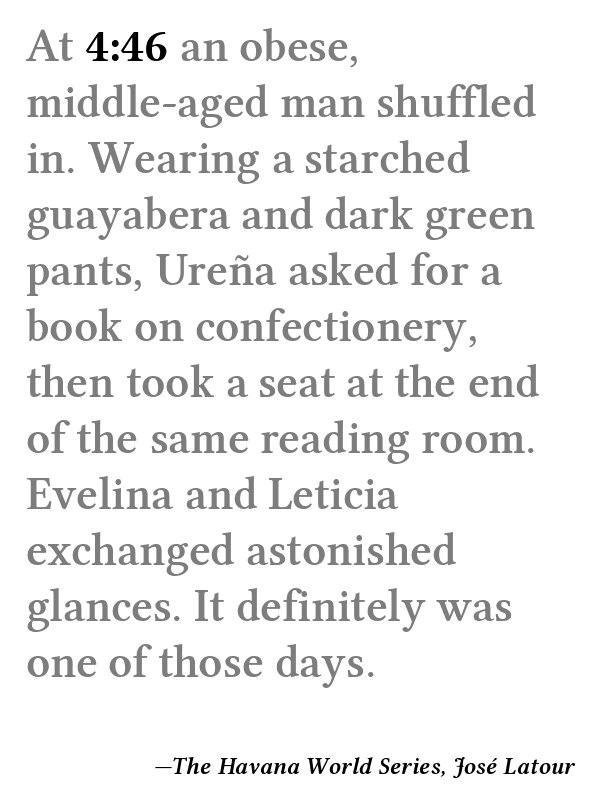 At 4:46 an obese,
middle-aged man shuffled
in. Wearing a starched
guayabera and dark green
pants, Ureña asked for a
book on confectionery,
then took a seat at the end
of the same reading room.
Evelina and Leticia
exchanged astonished
glances. It definitely was
one of those days.
—The Havana World Series, José Latour